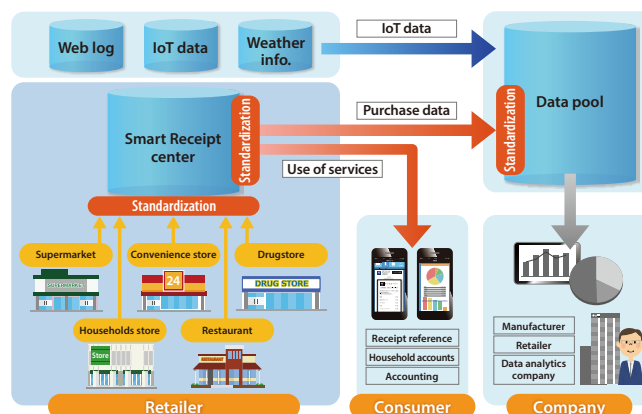 Web log
IoT data
Weather
info.
IoT data
Data pool
Standardization
Purchase data
Smart Receipt
center
Standardization
Use of services
Standardization
Supermarket
Convenience store
Drugstore
SUPERMARKET
24
DRUG STORE
Households store
Restaurant
Store
Receipt reference
Household accounts
Accounting
Manufacturer
Retailer
Data analytics
company
Retailer
Consumer
Company